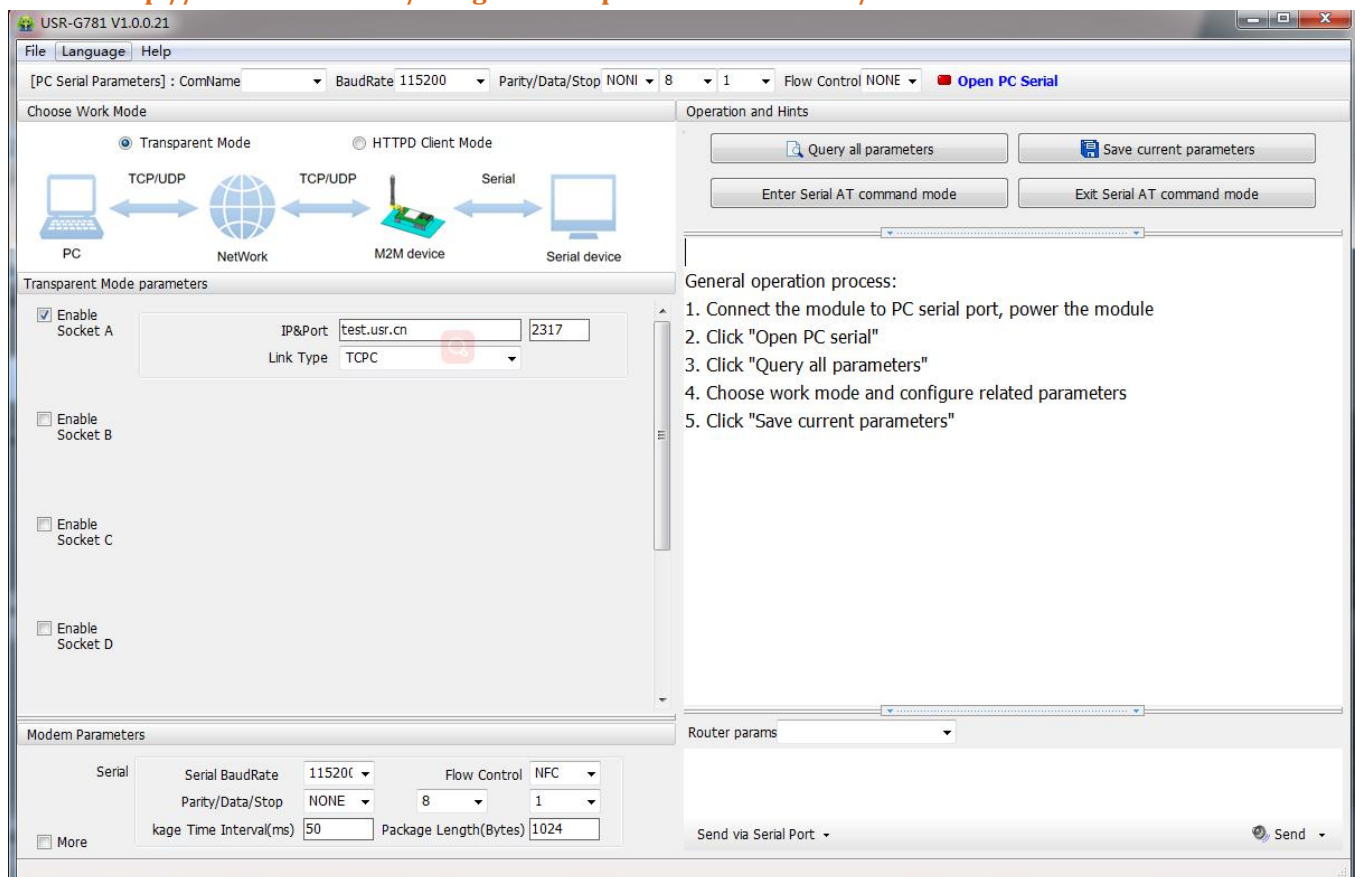 USR-G781 V1.0.0.21
File Language Help
[PC Serial Parameters] : ComName BaudRate 115200 Parity/Data/Stop NONI 8 1 Flow Control NONE Open PC Serial
Choose Work Mode
Transparent Mode HTTPD Client Mode
TCP/UDP TCP/UDP Serial
PC NetWork M2M device Serial device
Transparent Mode parameters
Enable
Socket A
IP&Port test.usr.cn 2317
Link Type TCPC
Enable
Socket B
Enable
Socket C
Enable
Socket D
Modem Parameters
Serial
Serial BaudRate 11520( Flow Control NFC
Parity/Data/Stop NONE 8 1
kage Time Interval(ms) 50 Package Length(Bytes) 1024
More
Operation and Hints
Query all parameters Save current parameters
Enter Serial AT command mode Exit Serial AT command mode
General operation process:
1. Connect the module to PC serial port, power the module
2. Click "Open PC serial"
3. Click "Query all parameters"
4. Choose work mode and configure related parameters
5. Click "Save current parameters"
Router params
Send via Serial Port Send